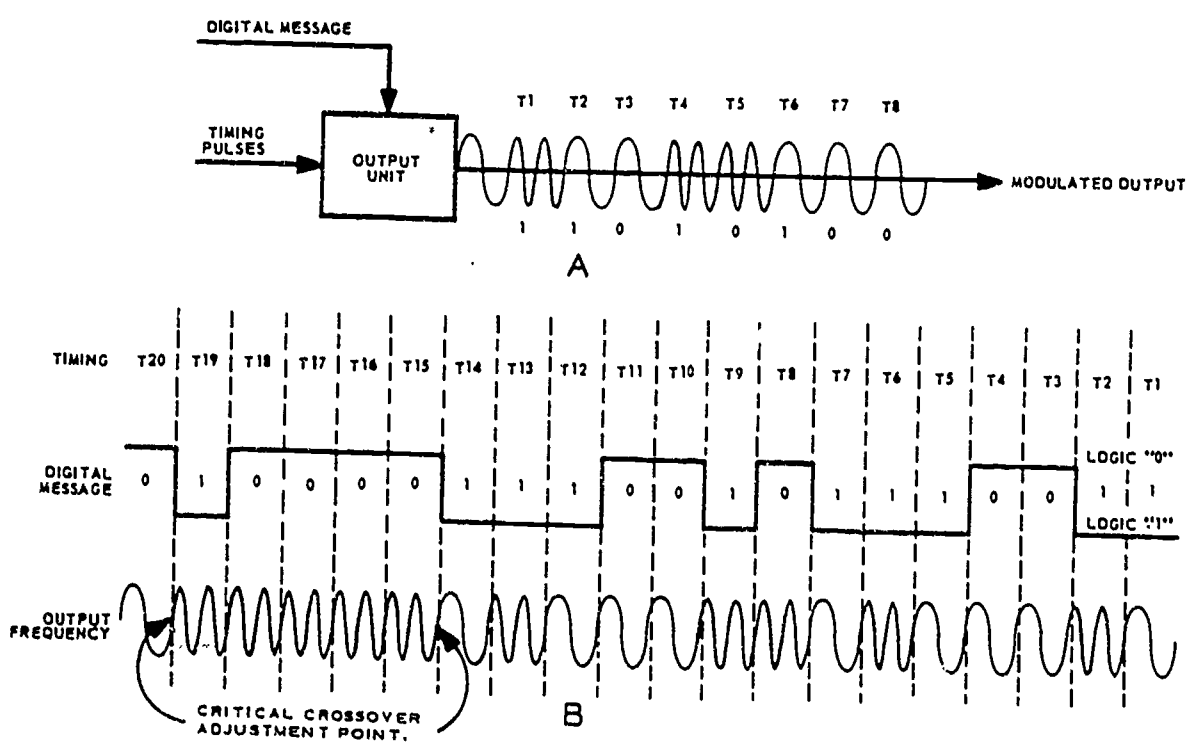 DIGITAL MESSAGE
T1 T2 T3 T4 T5 T6 T7 T8
TIMING
PULSES
OUTPUT
UNIT
MODULATED OUTPUT
1 1 0 1 0 1 0 0
A
TIMING T20 T19 T18 T17 T16 T15 T14 T13 T12 T11 T10 T9 T8 T7 T6 T5 T4 T3 T2 T1
LOGIC "0"
DIGITAL
MESSAGE
0 1 0 0 0 0 1 1 1 0 0 1 0 1 1 1 0 0 1 1
LOGIC "1"
OUTPUT
FREQUENCY
CRITICAL CROSSOVER
ADJUSTMENT POINT.
B